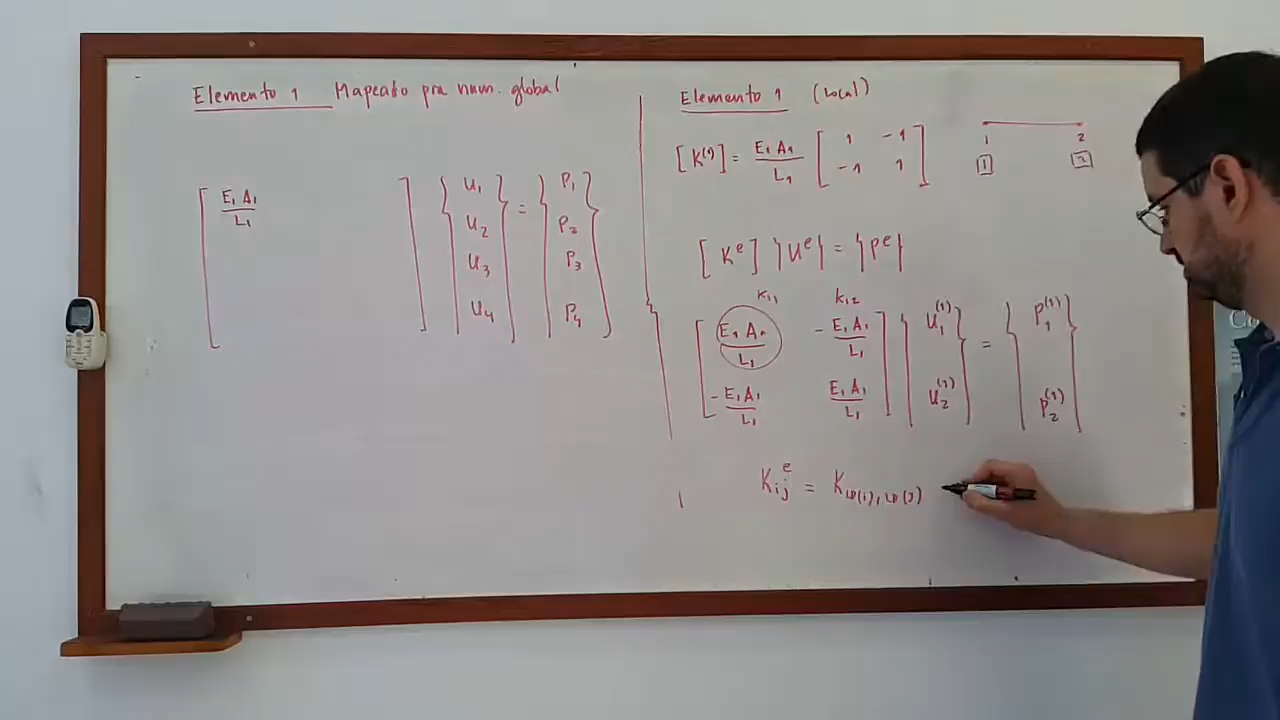 Elemento 1 Mapeado pra num. global
[ E₁ A₁ / L₁ ] { U₁ U₂ U₃ U₄ } = { P₁ P₂ P₃ P₄ }
Elemento 1 (Local)
[K⁽¹⁾] = E₁ A₁ / L₁ [ 1 -1
-1 1 ]
1 2
1 2
[Kᵉ] {Uᵉ} = {Pᵉ}
K₁₁ K₁₂
[ E₁ A₁ / L₁ - E₁ A₁ / L₁ ] { U₁⁽¹⁾ } = { P₁⁽¹⁾ }
[ - E₁ A₁ / L₁ E₁ A₁ / L₁ ] { U₂⁽¹⁾ } { P₂⁽¹⁾ }
Kᵢⱼᵉ = K